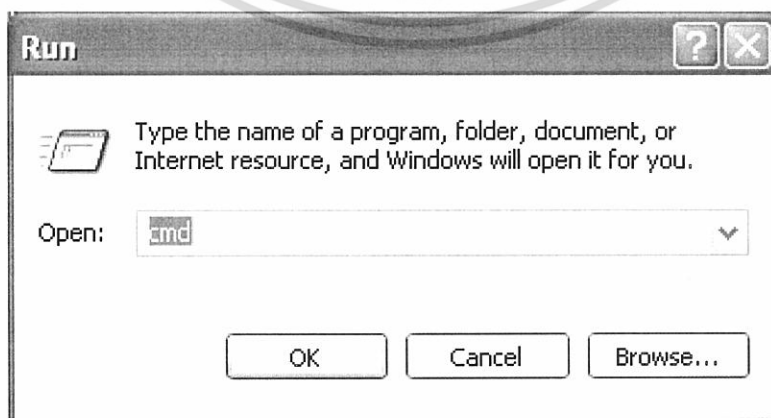 Run
Type the name of a program, folder, document, or
Internet resource, and Windows will open it for you.
Open:
cmd
OK
Cancel
Browse...